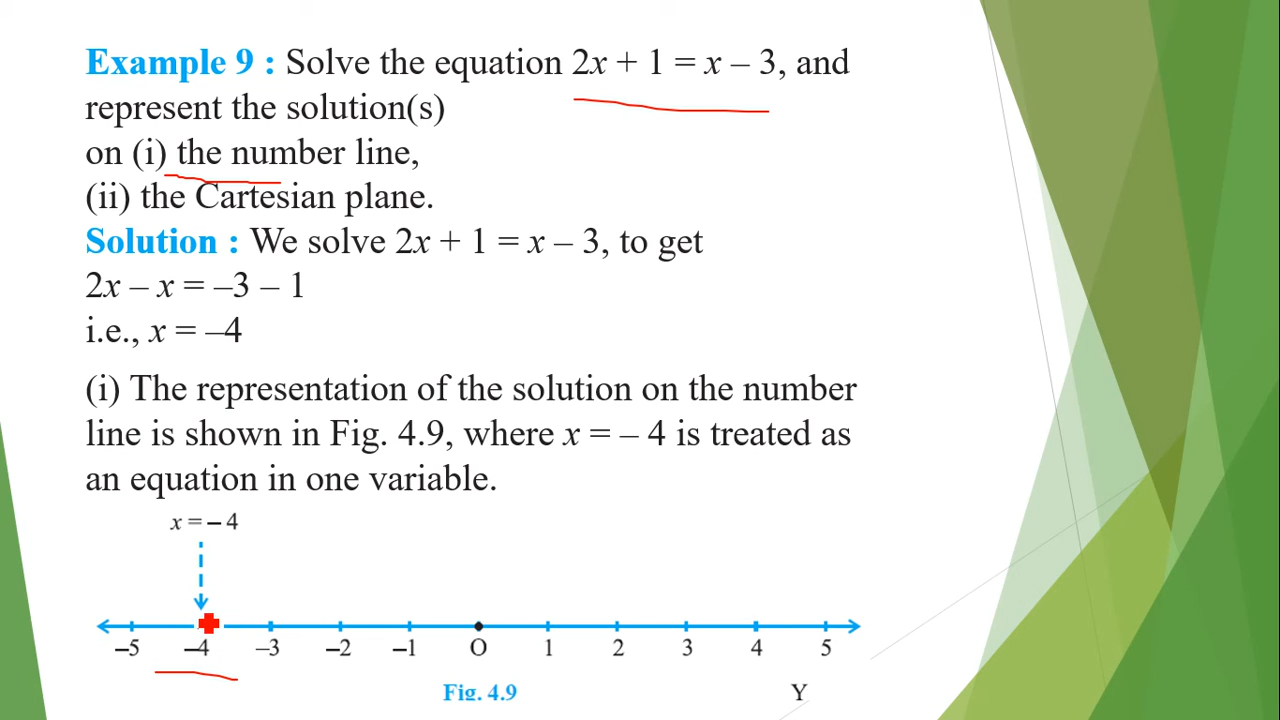 Example 9 : Solve the equation 2x + 1 = x – 3, and
represent the solution(s)
on (i) the number line,
(ii) the Cartesian plane.
Solution : We solve 2x + 1 = x – 3, to get
2x – x = –3 – 1
i.e., x = –4
(i) The representation of the solution on the number
line is shown in Fig. 4.9, where x = – 4 is treated as
an equation in one variable.
x = – 4
–5 –4 –3 –2 –1 O 1 2 3 4 5
Fig. 4.9 Y